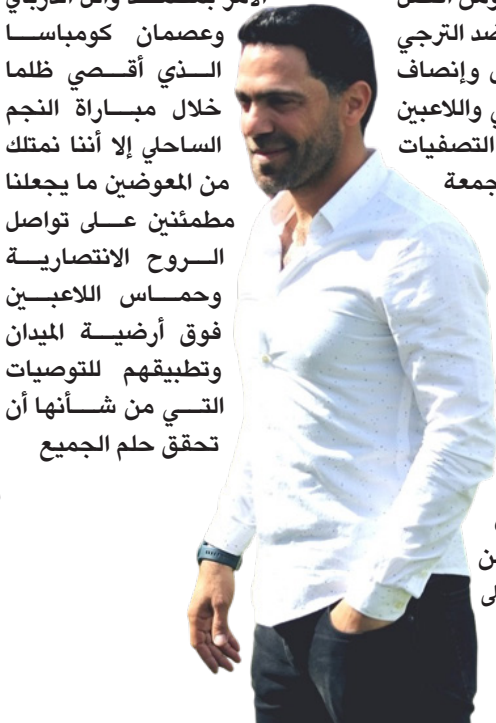 ضد الترجي
وإنصاف
واللاعبين
التصفيات
وعصمان كومباسا
الذي أقصي ظلما
خلال مباراة النجم
الساحلي إلا أننا نمتلك
من المعوضين ما يجعلنا
مطمئنين على تواصل
الروح الانتصارية
وحماس اللاعبين
فوق أرضية الميدان
وتطبيقهم للتوصيات
التي من شأنها أن
تحقق حلم الجميع